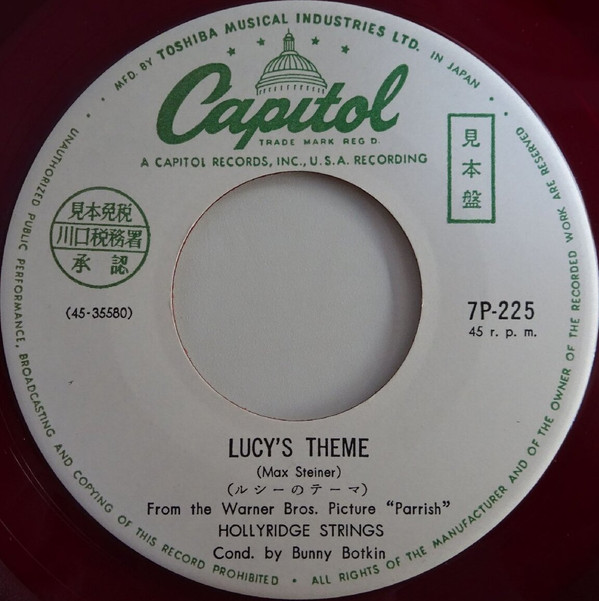 MFD. BY TOSHIBA MUSICAL INDUSTRIES LTD. IN JAPAN
Capitol
TRADE MARK REG D.
A CAPITOL RECORDS, INC., U.S.A. RECORDING
見本盤
見本免税
川口税務署
承認
(45-35580)
7P-225
45 r. p. m.
LUCY'S THEME
(Max Steiner)
(ルシーのテーマ)
From the Warner Bros. Picture "Parrish"
HOLLYRIDGE STRINGS
Cond. by Bunny Botkin
UNAUTHORIZED PUBLIC PERFORMANCE, BROADCASTING AND COPYING OF THIS RECORD PROHIBITED • ALL RIGHTS OF THE MANUFACTURER AND OF THE OWNER OF THE RECORDED WORK ARE RESERVED